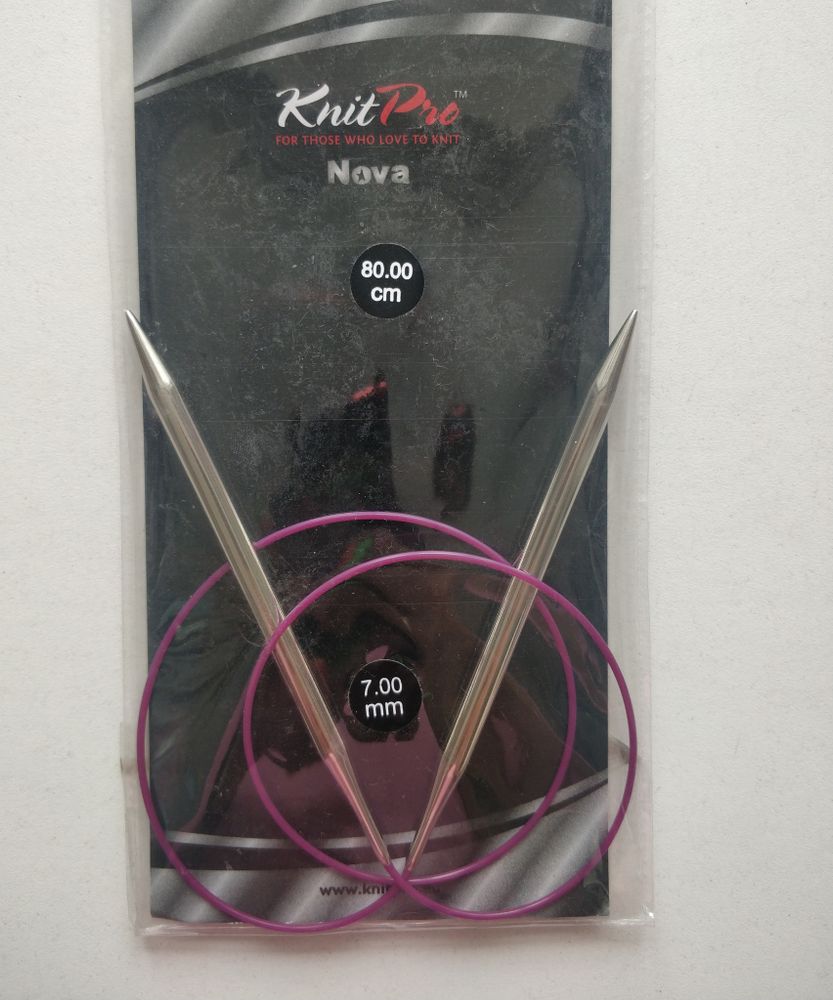 KnitPro™
FOR THOSE WHO LOVE TO KNIT
Nova
80.00
cm
7.00
mm